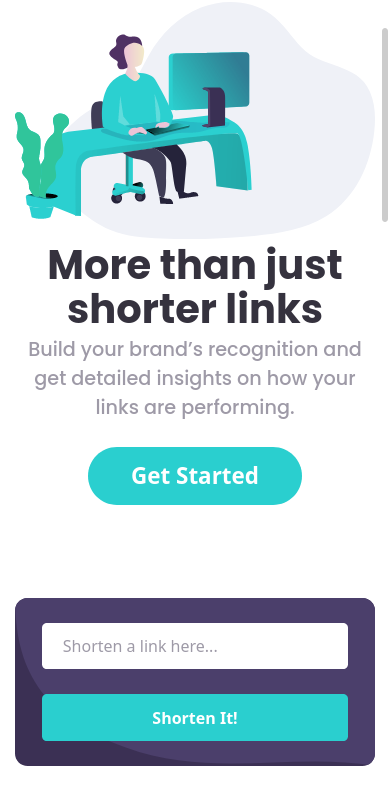 More than just
shorter links
Build your brand’s recognition and
get detailed insights on how your
links are performing.
Get Started
Shorten a link here...
Shorten It!